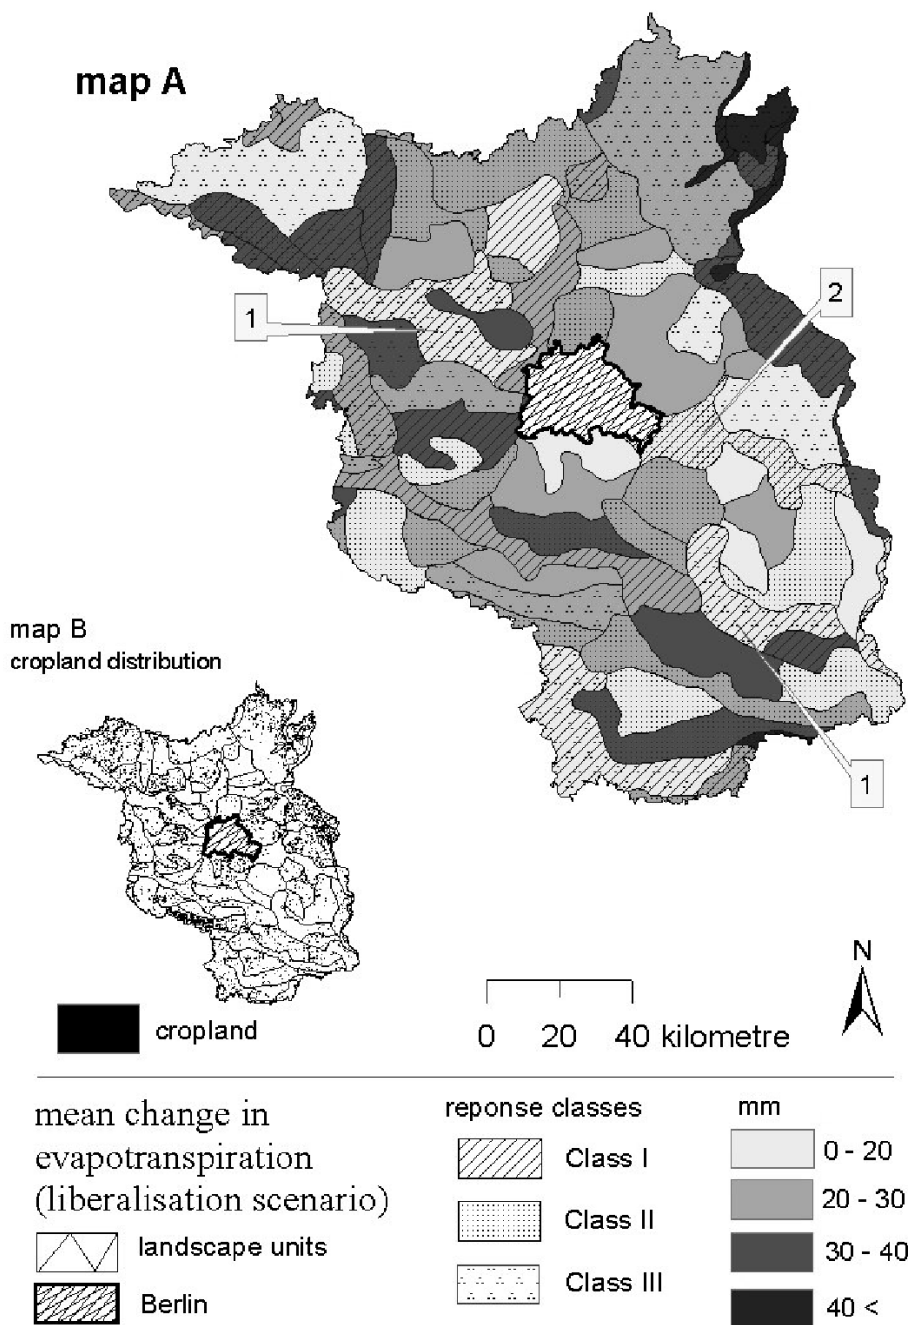 map A
1
2
1
map B
cropland distribution
cropland
0 20 40 kilometre
N
mean change in
evapotranspiration
(liberalisation scenario)
landscape units
Berlin
reponse classes
Class I
Class II
Class III
mm
0 - 20
20 - 30
30 - 40
40 <